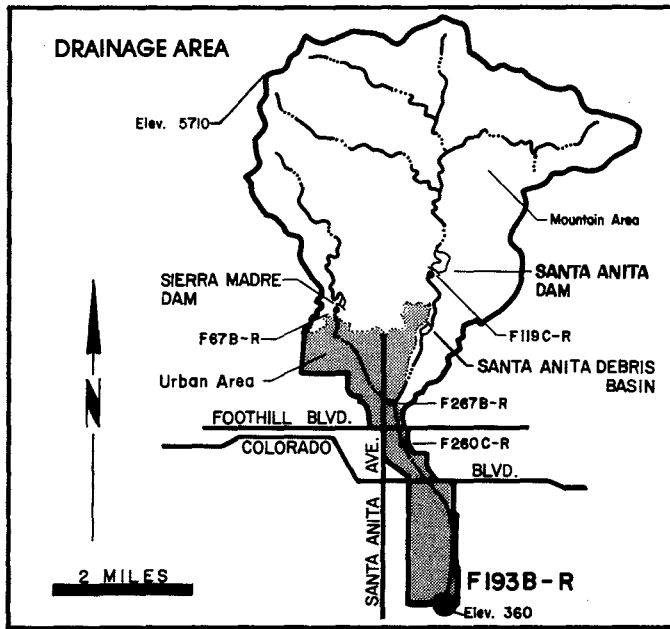 DRAINAGE AREA
Elev. 5710
Mountain Area
SIERRA MADRE
DAM
SANTA ANITA
DAM
F67B-R
F119C-R
Urban Area
SANTA ANITA DEBRIS
BASIN
F267B-R
FOOTHILL BLVD.
F260C-R
COLORADO
BLVD.
SANTA ANITA AVE.
N
2 MILES
F193B-R
Elev. 360